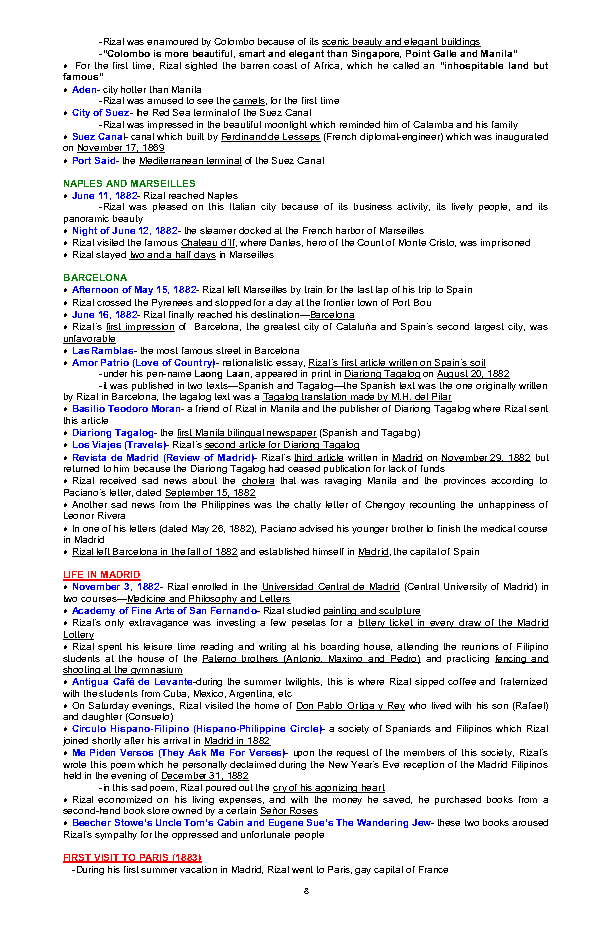 -Rizal was enamoured by Colombo because of its scenic beauty and elegant buildings
-"Colombo is more beautiful, smart and elegant than Singapore, Point Galle and Manila"
• For the first time, Rizal sighted the barren coast of Africa, which he called an "inhospitable land but
famous"
• Aden- city hotter than Manila
-Rizal was amused to see the camels, for the first time
• City of Suez- the Red Sea terminal of the Suez Canal
-Rizal was impressed in the beautiful moonlight which reminded him of Calamba and his family
• Suez Canal- canal which built by Ferdinand de Lesseps (French diplomat-engineer) which was inaugurated
on November 17, 1869
• Port Said- the Mediterranean terminal of the Suez Canal
NAPLES AND MARSEILLES
• June 11, 1882- Rizal reached Naples
-Rizal was pleased on this Italian city because of its business activity, its lively people, and its
panoramic beauty
• Night of June 12, 1882- the steamer docked at the French harbor of Marseilles
• Rizal visited the famous Chateau d'If, where Dantes, hero of the Count of Monte Cristo, was imprisoned
• Rizal stayed two and a half days in Marseilles
BARCELONA
• Afternoon of May 15, 1882- Rizal left Marseilles by train for the last lap of his trip to Spain
• Rizal crossed the Pyrenees and stopped for a day at the frontier town of Port Bou
• June 16, 1882- Rizal finally reached his destination—Barcelona
• Rizal's first impression of Barcelona, the greatest city of Cataluña and Spain's second largest city, was
unfavorable
• Las Ramblas- the most famous street in Barcelona
• Amor Patrio (Love of Country)- nationalistic essay, Rizal's first article written on Spain's soil
-under his pen-name Laong Laan, appeared in print in Diariong Tagalog on August 20, 1882
-it was published in two texts—Spanish and Tagalog—the Spanish text was the one originally written
by Rizal in Barcelona, the tagalog text was a Tagalog translation made by M.H. del Pilar
• Basilio Teodoro Moran- a friend of Rizal in Manila and the publisher of Diariong Tagalog where Rizal sent
this article
• Diariong Tagalog- the first Manila bilingual newspaper (Spanish and Tagalog)
• Los Viajes (Travels)- Rizal's second article for Diariong Tagalog
• Revista de Madrid (Review of Madrid)- Rizal's third article written in Madrid on November 29, 1882 but
returned to him because the Diariong Tagalog had ceased publication for lack of funds
• Rizal received sad news about the cholera that was ravaging Manila and the provinces according to
Paciano's letter, dated September 15, 1882
• Another sad news from the Philippines was the chatty letter of Chengoy recounting the unhappiness of
Leonor Rivera
• In one of his letters (dated May 26, 1882), Paciano advised his younger brother to finish the medical course
in Madrid
• Rizal left Barcelona in the fall of 1882 and established himself in Madrid, the capital of Spain
LIFE IN MADRID
• November 3, 1882- Rizal enrolled in the Universidad Central de Madrid (Central University of Madrid) in
two courses—Medicine and Philosophy and Letters
• Academy of Fine Arts of San Fernando- Rizal studied painting and sculpture
• Rizal's only extravagance was investing a few pesetas for a lottery ticket in every draw of the Madrid
Lottery
• Rizal spent his leisure time reading and writing at his boarding house, attending the reunions of Filipino
students at the house of the Paterno brothers (Antonio, Maximo and Pedro) and practicing fencing and
shooting at the gymnasium
• Antigua Café de Levante-during the summer twilights, this is where Rizal sipped coffee and fraternized
with the students from Cuba, Mexico, Argentina, etc
• On Saturday evenings, Rizal visited the home of Don Pablo Ortiga y Rey who lived with his son (Rafael)
and daughter (Consuelo)
• Circulo Hispano-Filipino (Hispano-Philippine Circle)- a society of Spaniards and Filipinos which Rizal
joined shortly after his arrival in Madrid in 1882
• Me Piden Versos (They Ask Me For Verses)- upon the request of the members of this society, Rizal's
wrote this poem which he personally declaimed during the New Year's Eve reception of the Madrid Filipinos
held in the evening of December 31, 1882
-in this sad poem, Rizal poured out the cry of his agonizing heart
• Rizal economized on his living expenses, and with the money he saved, he purchased books from a
second-hand book store owned by a certain Señor Roses
• Beecher Stowe's Uncle Tom's Cabin and Eugene Sue's The Wandering Jew- these two books aroused
Rizal's sympathy for the oppressed and unfortunate people
FIRST VISIT TO PARIS (1883)
-During his first summer vacation in Madrid, Rizal went to Paris, gay capital of France
8